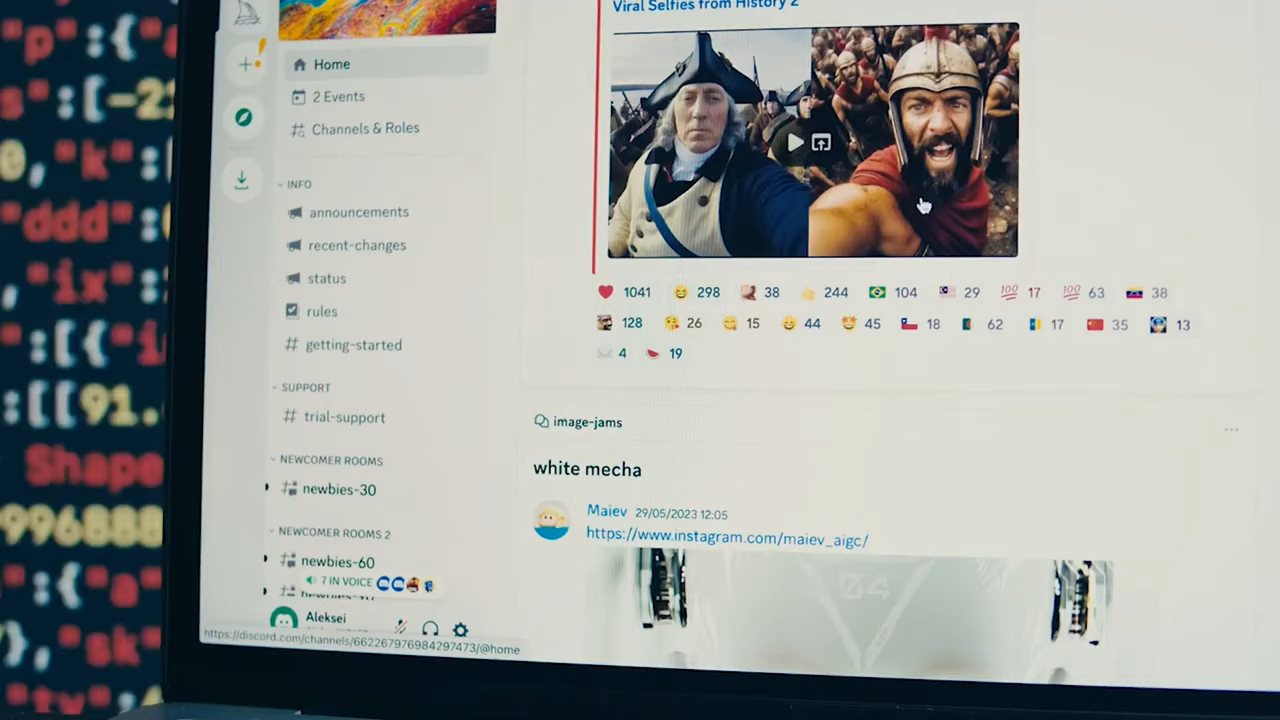 "p":{"
s":[-2
0,"k":[
"ddd":
,"ix":
":[{"i
:[[91.
Shape
996888
":{"a"
},"sk"
"ty":
Home
2 Events
Channels & Roles
INFO
announcements
recent-changes
status
rules
getting-started
SUPPORT
trial-support
NEWCOMER ROOMS
newbies-30
NEWCOMER ROOMS 2
newbies-60
7 IN VOICE
Aleksei
https://discord.com/channels/662267976984297473/@home
Viral Selfies from History 2
1041 298 38 244 104 29 17 63 38
128 26 15 44 45 18 62 17 35 13
4 19
image-jams
white mecha
Maiev 29/05/2023 12:05
https://www.instagram.com/maiev_aigc/